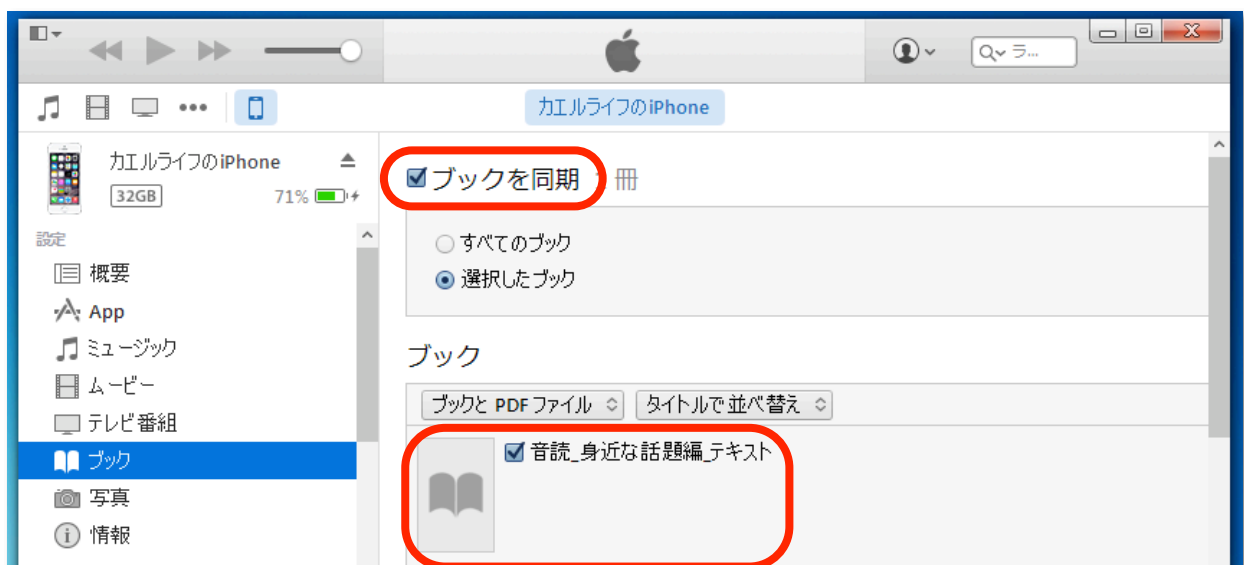 ラ...
カエルライフのiPhone
カエルライフのiPhone
32GB
71%
設定
概要
App
ミュージック
ムービー
テレビ番組
ブック
写真
情報
ブックを同期 冊
すべてのブック
選択したブック
ブック
ブックと PDF ファイル
タイトルで並べ替え
音読_身近な話題編_テキスト